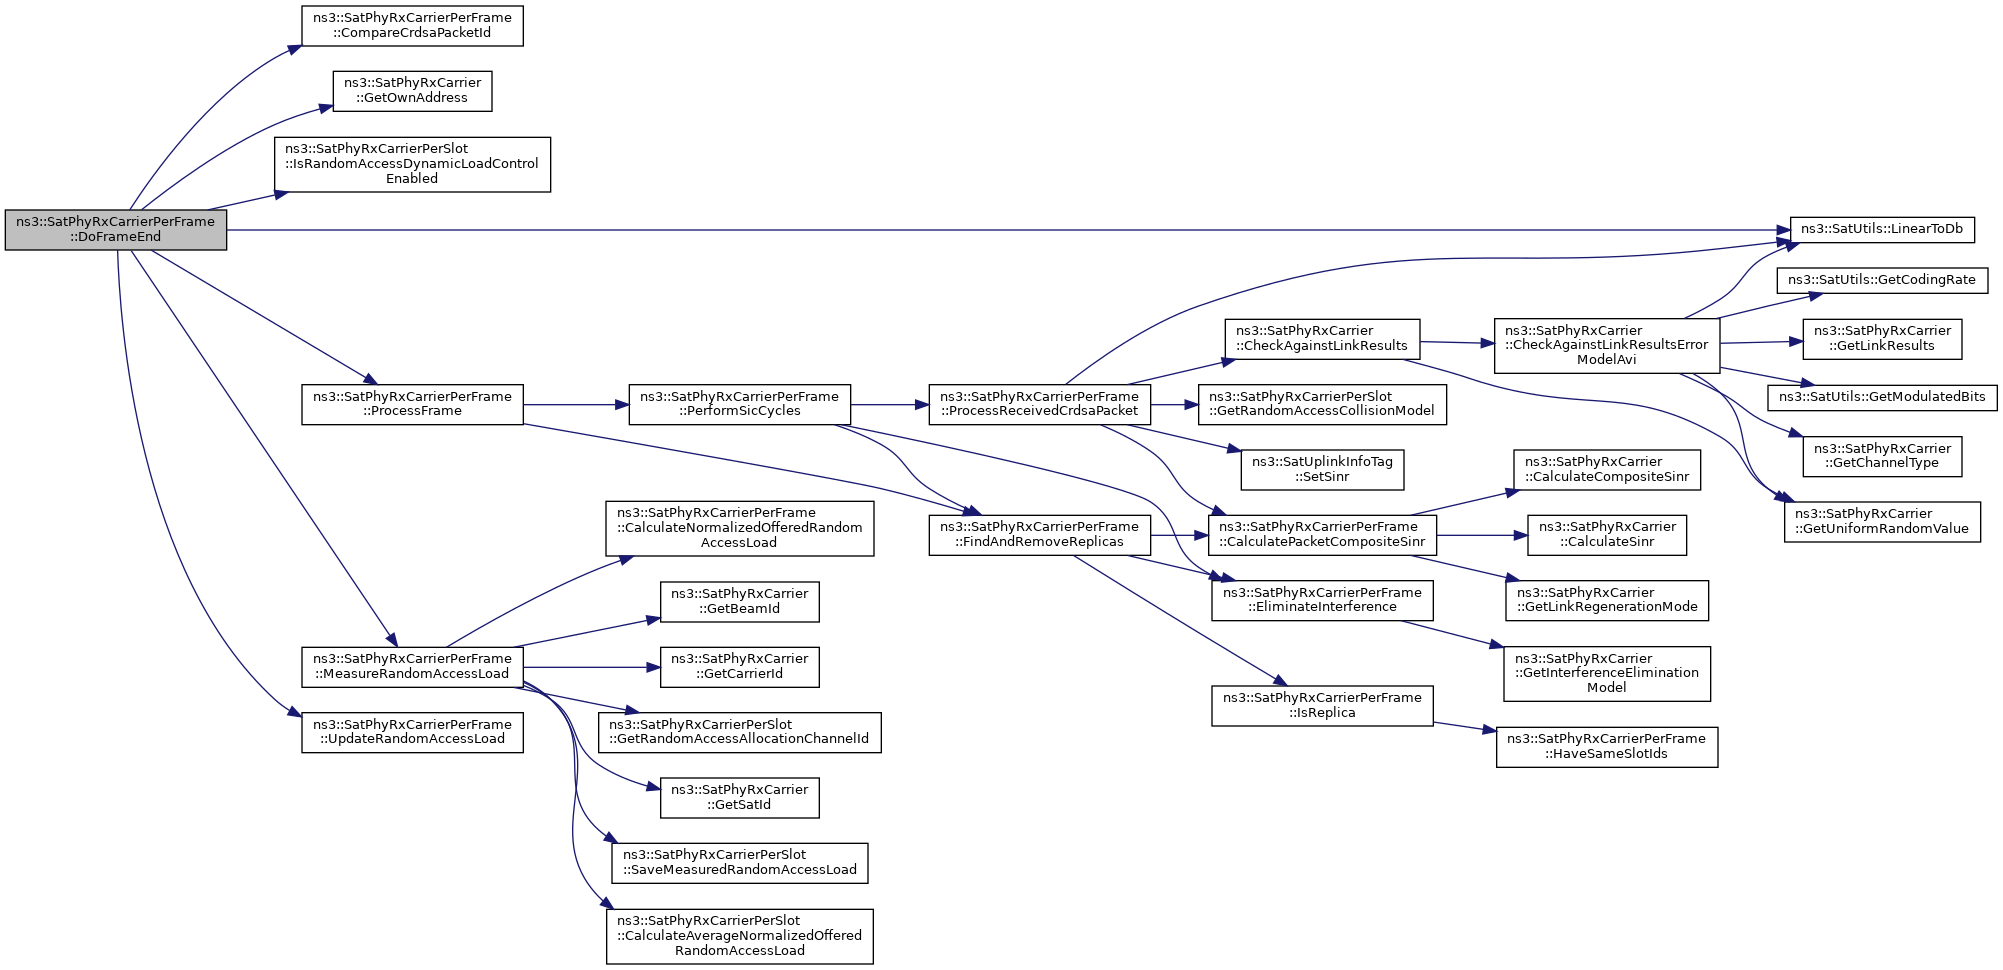 ns3::SatPhyRxCarrierPerFrame
::DoFrameEnd
ns3::SatPhyRxCarrierPerFrame
::CompareCrdsaPacketId
ns3::SatPhyRxCarrier
::GetOwnAddress
ns3::SatPhyRxCarrierPerSlot
::IsRandomAccessDynamicLoadControl
Enabled
ns3::SatPhyRxCarrierPerFrame
::ProcessFrame
ns3::SatPhyRxCarrierPerFrame
::MeasureRandomAccessLoad
ns3::SatPhyRxCarrierPerFrame
::UpdateRandomAccessLoad
ns3::SatPhyRxCarrierPerFrame
::PerformSicCycles
ns3::SatPhyRxCarrierPerFrame
::CalculateNormalizedOfferedRandom
AccessLoad
ns3::SatPhyRxCarrier
::GetBeamId
ns3::SatPhyRxCarrier
::GetCarrierId
ns3::SatPhyRxCarrierPerSlot
::GetRandomAccessAllocationChannelId
ns3::SatPhyRxCarrier
::GetSatId
ns3::SatPhyRxCarrierPerSlot
::SaveMeasuredRandomAccessLoad
ns3::SatPhyRxCarrierPerSlot
::CalculateAverageNormalizedOffered
RandomAccessLoad
ns3::SatPhyRxCarrierPerFrame
::ProcessReceivedCrdsaPacket
ns3::SatPhyRxCarrierPerFrame
::FindAndRemoveReplicas
ns3::SatPhyRxCarrier
::CheckAgainstLinkResults
ns3::SatPhyRxCarrierPerSlot
::GetRandomAccessCollisionModel
ns3::SatUplinkInfoTag
::SetSinr
ns3::SatPhyRxCarrierPerFrame
::CalculatePacketCompositeSinr
ns3::SatPhyRxCarrierPerFrame
::EliminateInterference
ns3::SatPhyRxCarrierPerFrame
::IsReplica
ns3::SatPhyRxCarrier
::CheckAgainstLinkResultsError
ModelAvi
ns3::SatPhyRxCarrier
::CalculateCompositeSinr
ns3::SatPhyRxCarrier
::CalculateSinr
ns3::SatPhyRxCarrier
::GetLinkRegenerationMode
ns3::SatPhyRxCarrier
::GetInterferenceElimination
Model
ns3::SatPhyRxCarrierPerFrame
::HaveSameSlotIds
ns3::SatUtils::LinearToDb
ns3::SatUtils::GetCodingRate
ns3::SatPhyRxCarrier
::GetLinkResults
ns3::SatUtils::GetModulatedBits
ns3::SatPhyRxCarrier
::GetChannelType
ns3::SatPhyRxCarrier
::GetUniformRandomValue